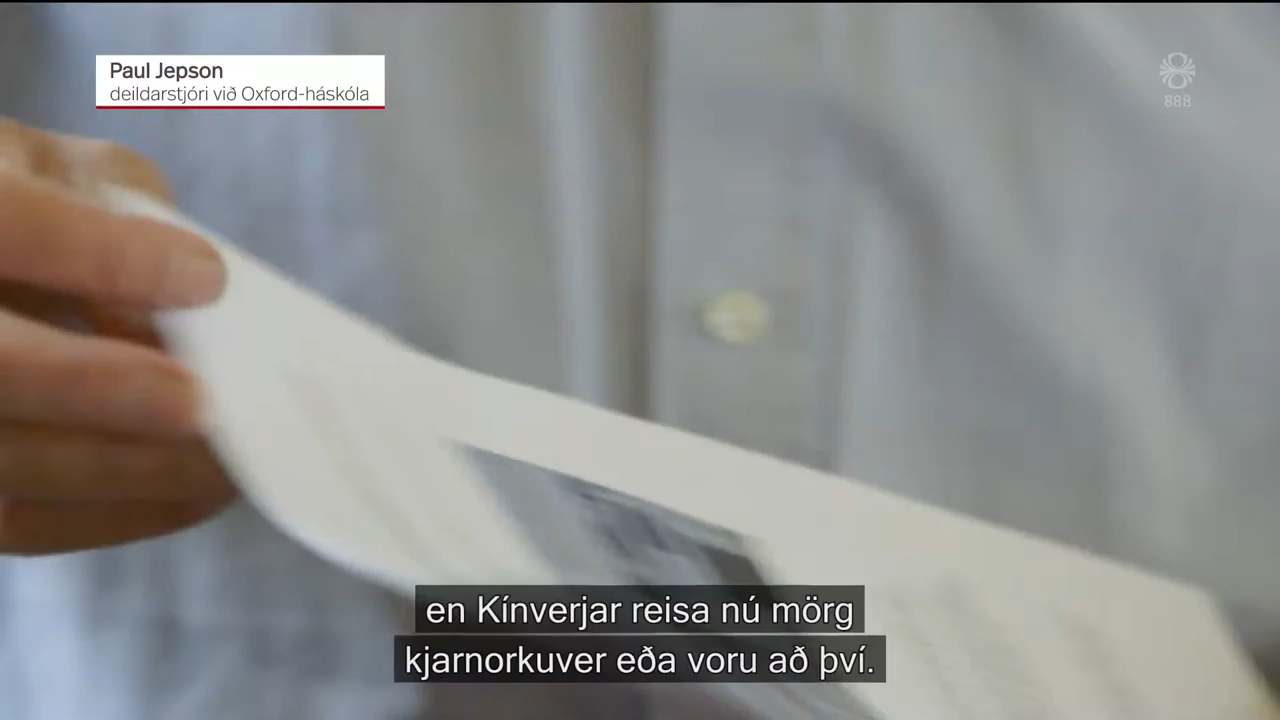 Paul Jepson
deildarstjóri við Oxford-háskóla
888
en Kínverjar reisa nú mörg
kjarnorkuver eða voru að því.